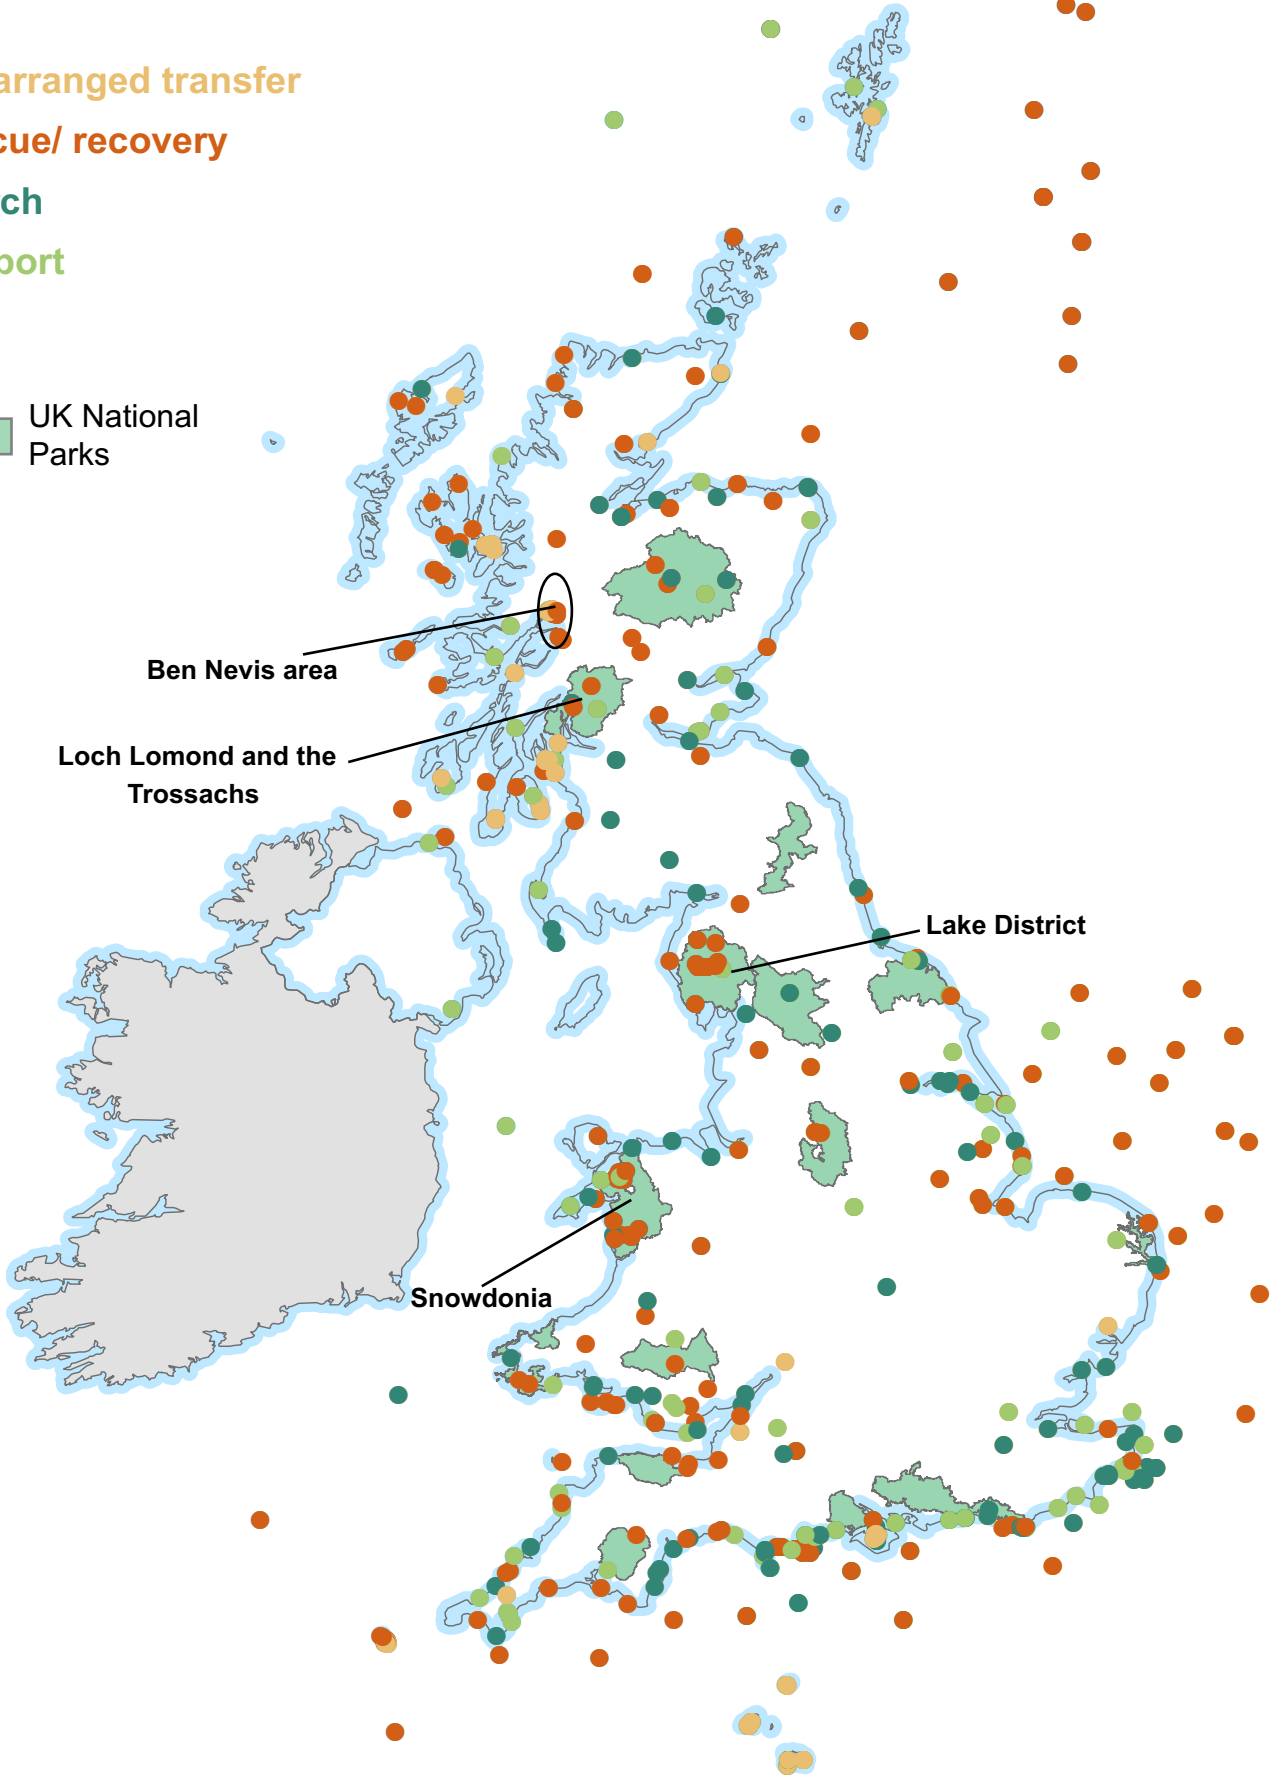 arranged transfer
cue/ recovery
ch
port
UK National
Parks
Ben Nevis area
Loch Lomond and the
Trossachs
Lake District
Snowdonia